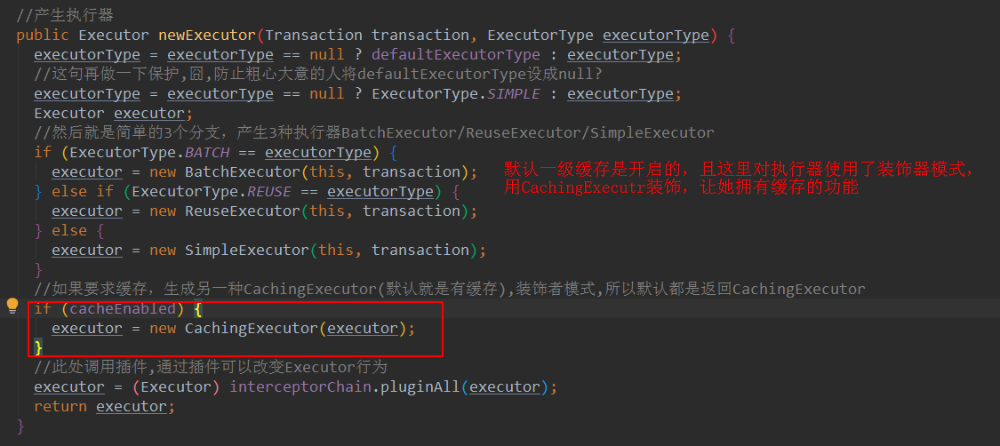 //产生执行器
public Executor newExecutor(Transaction transaction, ExecutorType executorType) {
executorType = executorType == null ? defaultExecutorType : executorType;
//这句再做一下保护,囧,防止粗心大意的人将defaultExecutorType设成null?
executorType = executorType == null ? ExecutorType.SIMPLE : executorType;
Executor executor;
//然后就是简单的3个分支，产生3种执行器BatchExecutor/ReuseExecutor/SimpleExecutor
if (ExecutorType.BATCH == executorType) {
executor = new BatchExecutor(this, transaction);
} else if (ExecutorType.REUSE == executorType) {
executor = new ReuseExecutor(this, transaction);
} else {
executor = new SimpleExecutor(this, transaction);
}
默认一级缓存是开启的，且这里对执行器使用了装饰器模式，
用CachingExecutr装饰，让她拥有缓存的功能
//如果要求缓存，生成另一种CachingExecutor(默认就是有缓存),装饰者模式,所以默认都是返回CachingExecutor
if (cacheEnabled) {
executor = new CachingExecutor(executor);
}
//此处调用插件,通过插件可以改变Executor行为
executor = (Executor) interceptorChain.pluginAll(executor);
return executor;
}